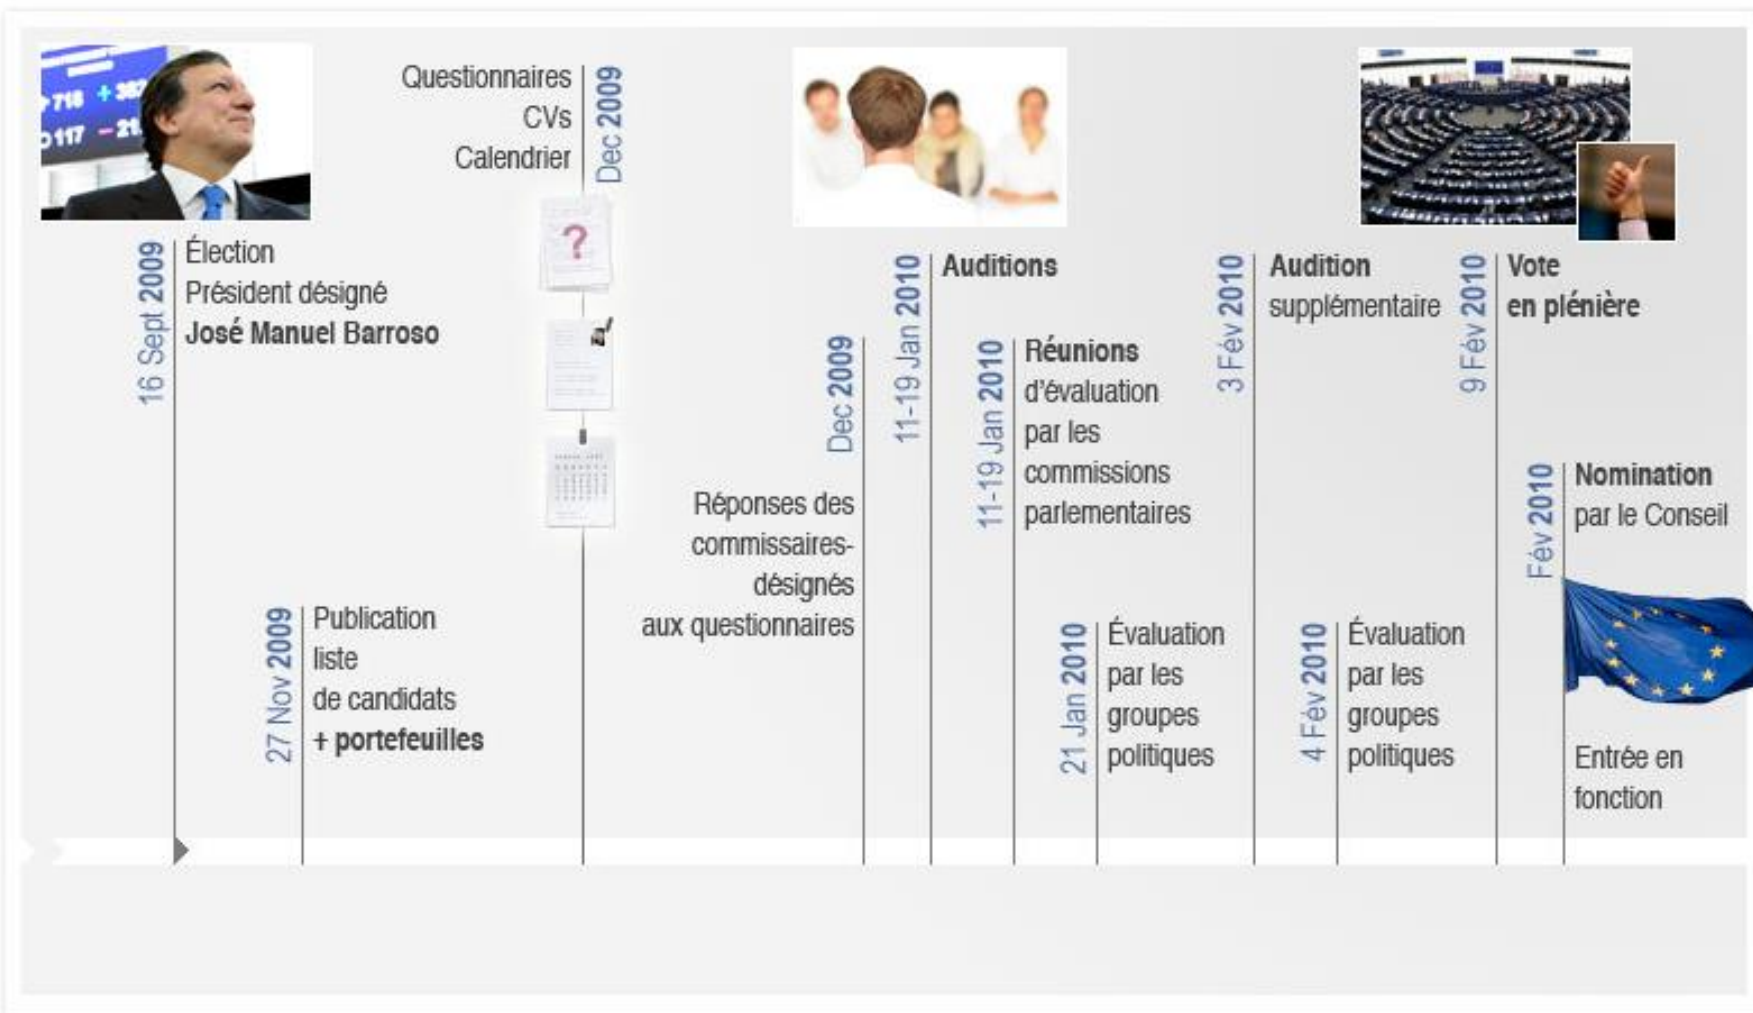 718 + 382
117 - 21
16 Sept 2009
Élection
Président désigné
José Manuel Barroso
27 Nov 2009
Publication
liste
de candidats
+ portefeuilles
Questionnaires
CVs
Calendrier
Dec 2009
?
Dec 2009
Réponses des
commissaires-
désignés
aux questionnaires
11-19 Jan 2010
Auditions
11-19 Jan 2010
Réunions
d'évaluation
par les
commissions
parlementaires
21 Jan 2010
Évaluation
par les
groupes
politiques
3 Fév 2010
Audition
supplémentaire
4 Fév 2010
Évaluation
par les
groupes
politiques
9 Fév 2010
Vote
en plénière
Fév 2010
Nomination
par le Conseil
Entrée en
fonction